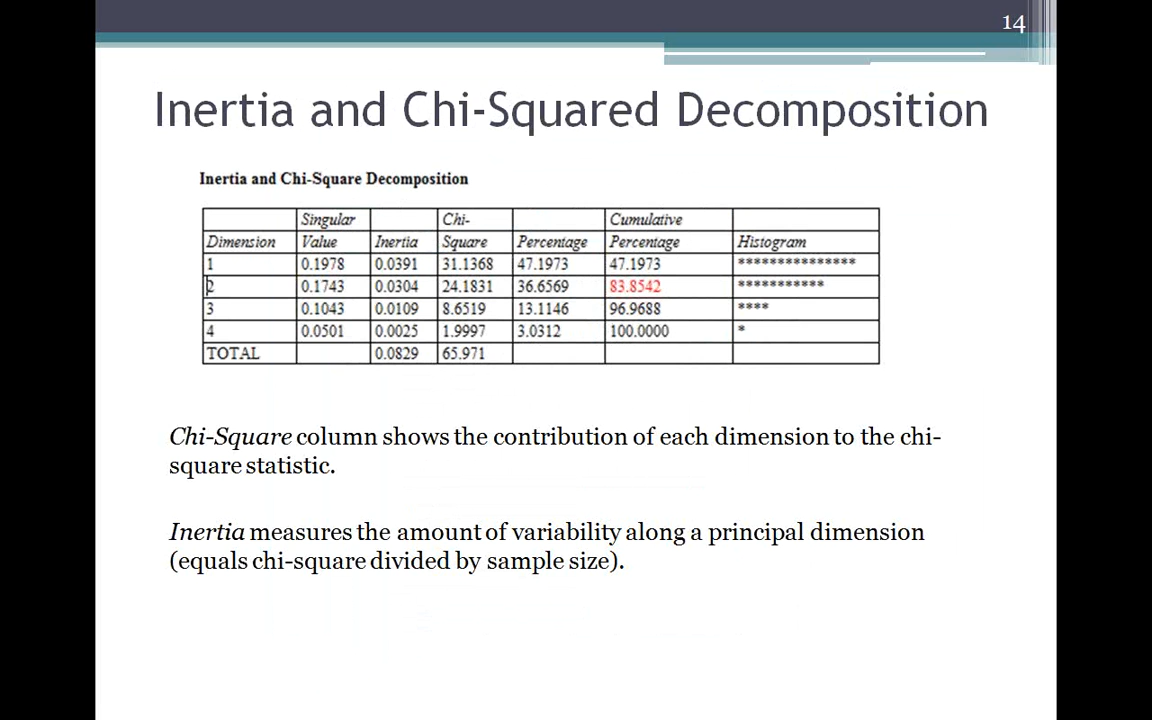 14
Inertia and Chi-Squared Decomposition
Inertia and Chi-Square Decomposition
Singular Chi- Cumulative
Dimension Value Inertia Square Percentage Percentage Histogram
1 0.1978 0.0391 31.1368 47.1973 47.1973 ***************
2 0.1743 0.0304 24.1831 36.6569 83.8542 ***********
3 0.1043 0.0109 8.6519 13.1146 96.9688 ****
4 0.0501 0.0025 1.9997 3.0312 100.0000 *
TOTAL 0.0829 65.971
Chi-Square column shows the contribution of each dimension to the chi-
square statistic.
Inertia measures the amount of variability along a principal dimension
(equals chi-square divided by sample size).